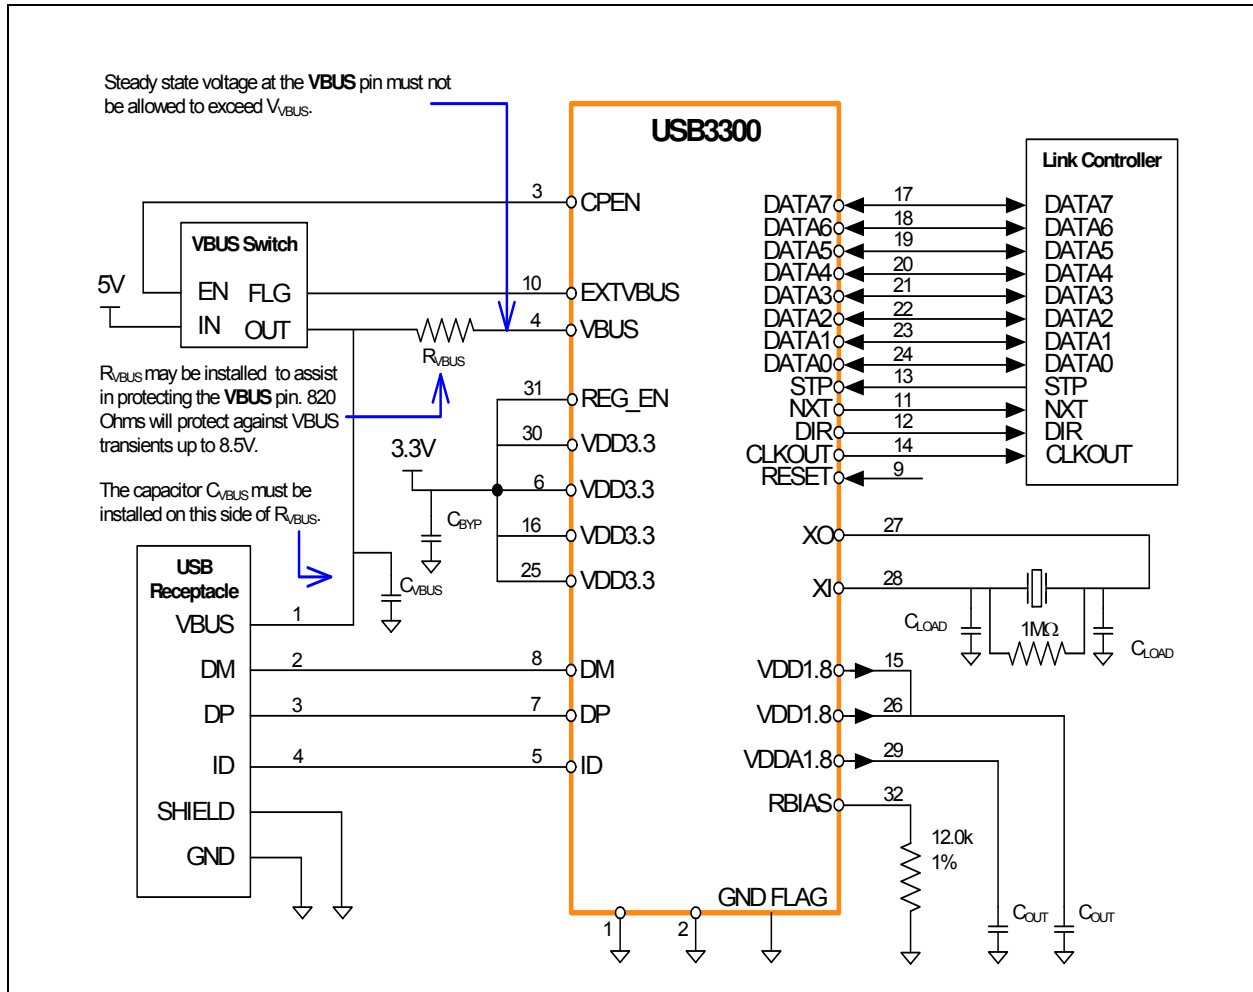 Steady state voltage at the VBUS pin must not
be allowed to exceed VVBUS.
USB3300
Link Controller
3
CPEN
VBUS Switch
5V
EN
FLG
IN
OUT
10
EXTVBUS
4
VBUS
RVBUS
RVBUS may be installed to assist
in protecting the VBUS pin. 820
Ohms will protect against VBUS
transients up to 8.5V.
31
REG_EN
30
VDD3.3
3.3V
6
VDD3.3
CBYP
16
VDD3.3
25
VDD3.3
The capacitor CVBUS must be
installed on this side of RVBUS.
CVBUS
USB
Receptacle
VBUS
1
DM
2
8
DM
DP
3
7
DP
ID
4
5
ID
SHIELD
GND
DATA7
17
DATA7
DATA6
18
DATA6
DATA5
19
DATA5
DATA4
20
DATA4
DATA3
21
DATA3
DATA2
22
DATA2
DATA1
23
DATA1
DATA0
24
DATA0
STP
13
STP
NXT
11
NXT
DIR
12
DIR
CLKOUT
14
CLKOUT
RESET
9
XO
27
XI
28
CLOAD
1MΩ
CLOAD
VDD1.8
15
VDD1.8
26
VDDA1.8
29
RBIAS
32
12.0k
1%
GND FLAG
1
2
COUT
COUT